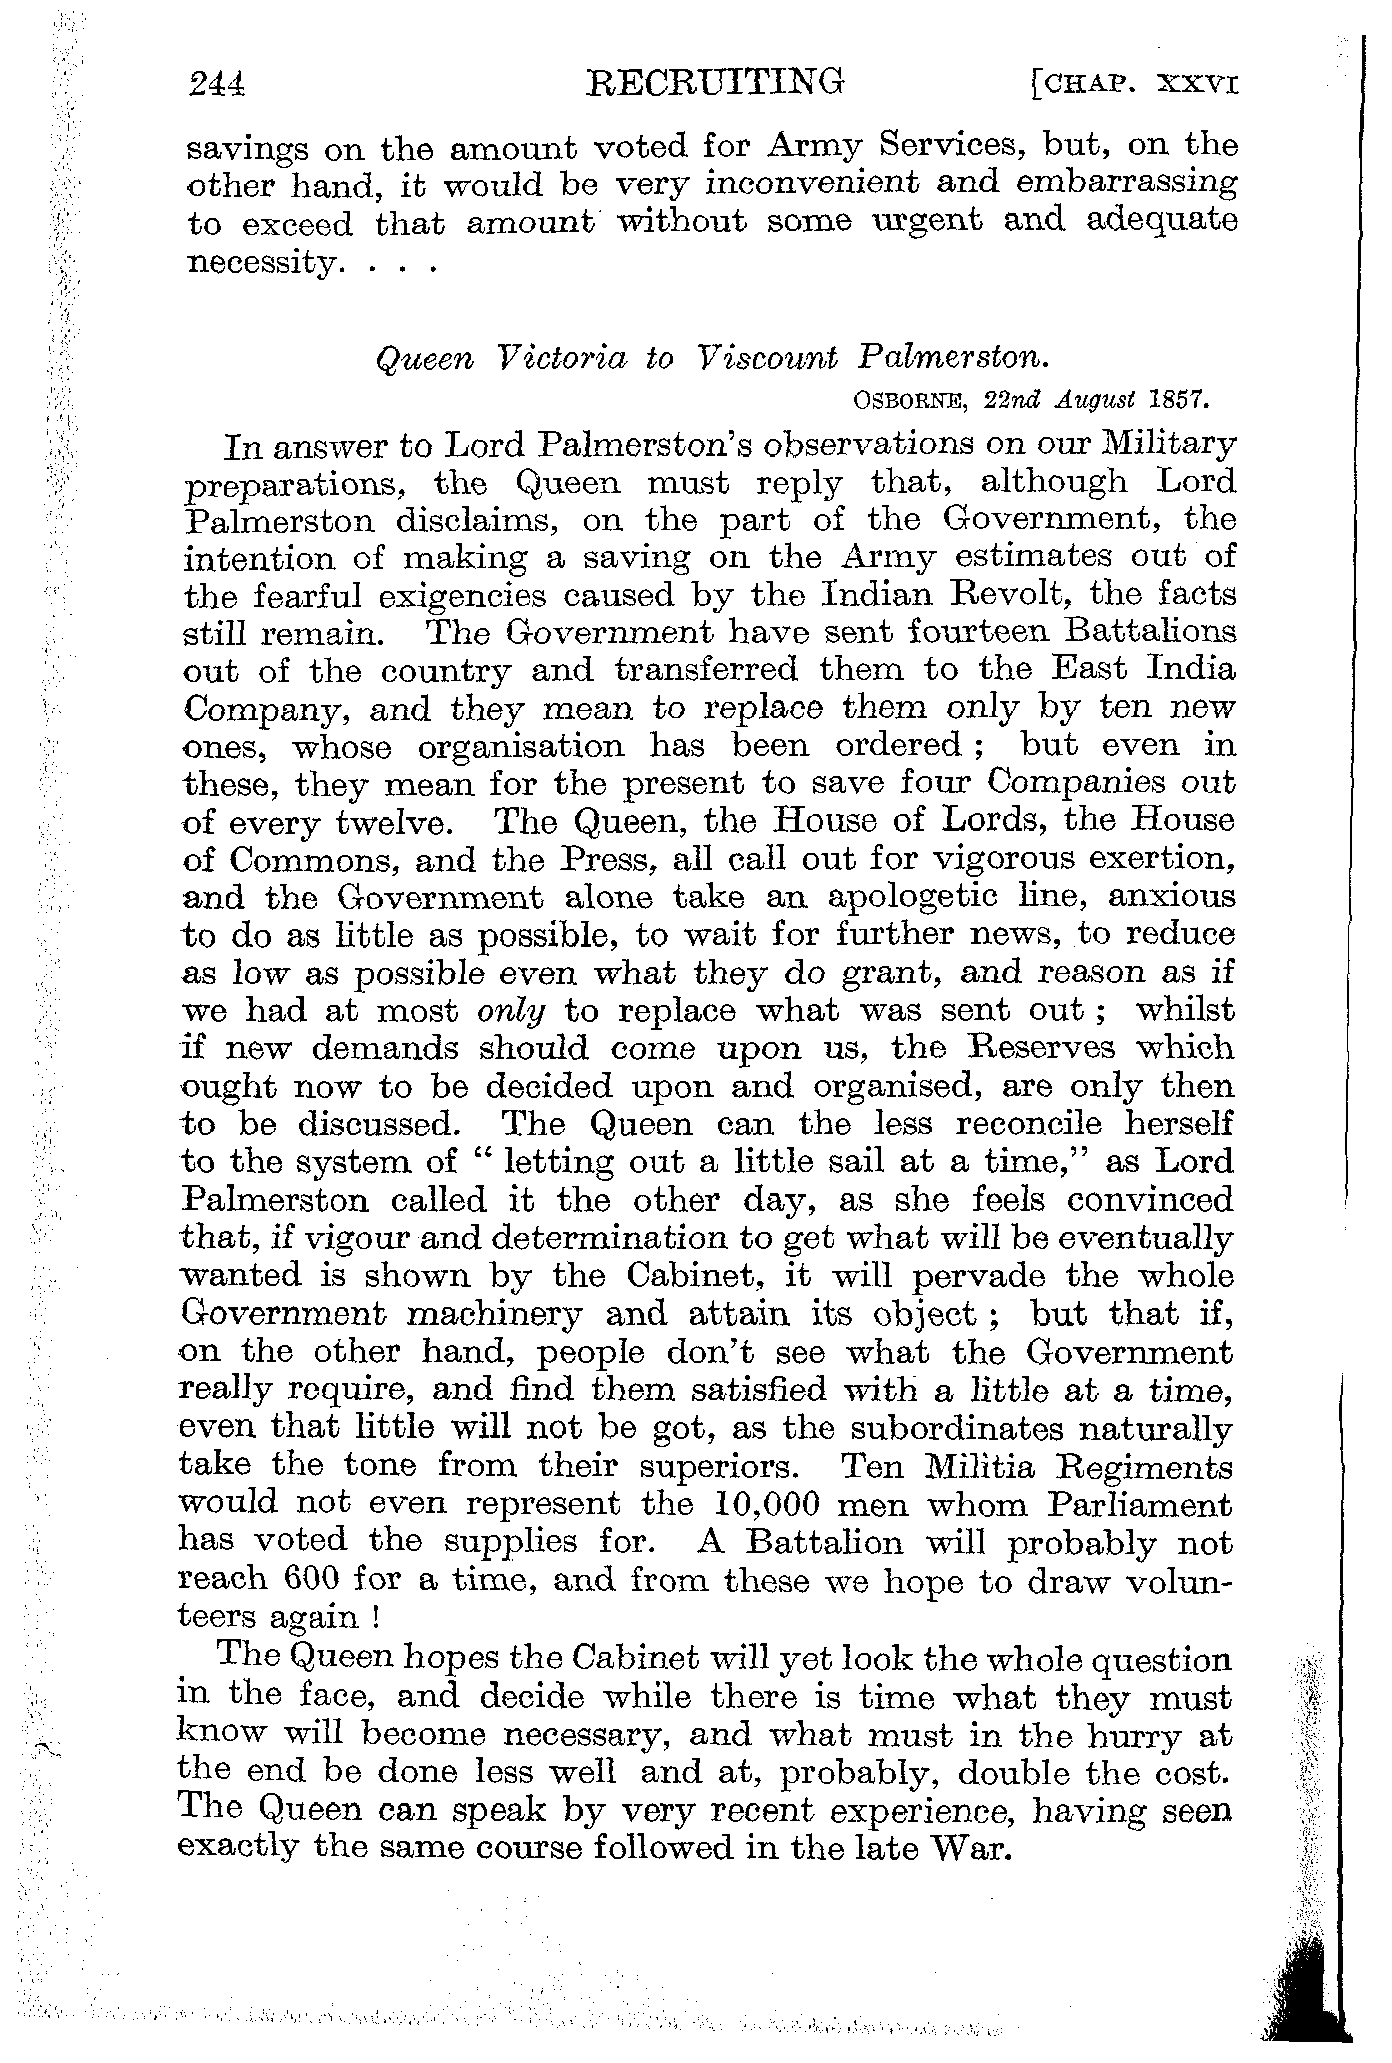 244 RECRUITING [CHAP. XXVI
savings on the amount voted for Army Services, but, on the
other hand, it would be very inconvenient and embarrassing
to exceed that amount without some urgent and adequate
necessity. . . .
Queen Victoria to Viscount Palmerston.
OSBORNE, 22nd August 1857.
In answer to Lord Palmerston's observations on our Military
preparations, the Queen must reply that, although Lord
Palmerston disclaims, on the part of the Government, the
intention of making a saving on the Army estimates out of
the fearful exigencies caused by the Indian Revolt, the facts
still remain. The Government have sent fourteen Battalions
out of the country and transferred them to the East India
Company, and they mean to replace them only by ten new
ones, whose organisation has been ordered ; but even in
these, they mean for the present to save four Companies out
of every twelve. The Queen, the House of Lords, the House
of Commons, and the Press, all call out for vigorous exertion,
and the Government alone take an apologetic line, anxious
to do as little as possible, to wait for further news, to reduce
as low as possible even what they do grant, and reason as if
we had at most only to replace what was sent out ; whilst
if new demands should come upon us, the Reserves which
ought now to be decided upon and organised, are only then
to be discussed. The Queen can the less reconcile herself
to the system of " letting out a little sail at a time," as Lord
Palmerston called it the other day, as she feels convinced
that, if vigour and determination to get what will be eventually
wanted is shown by the Cabinet, it will pervade the whole
Government machinery and attain its object ; but that if,
on the other hand, people don't see what the Government
really require, and find them satisfied with a little at a time,
even that little will not be got, as the subordinates naturally
take the tone from their superiors. Ten Militia Regiments
would not even represent the 10,000 men whom Parliament
has voted the supplies for. A Battalion will probably not
reach 600 for a time, and from these we hope to draw volun-
teers again !
The Queen hopes the Cabinet will yet look the whole question
in the face, and decide while there is time what they must
know will become necessary, and what must in the hurry at
the end be done less well and at, probably, double the cost.
The Queen can speak by very recent experience, having seen
exactly the same course followed in the late War.